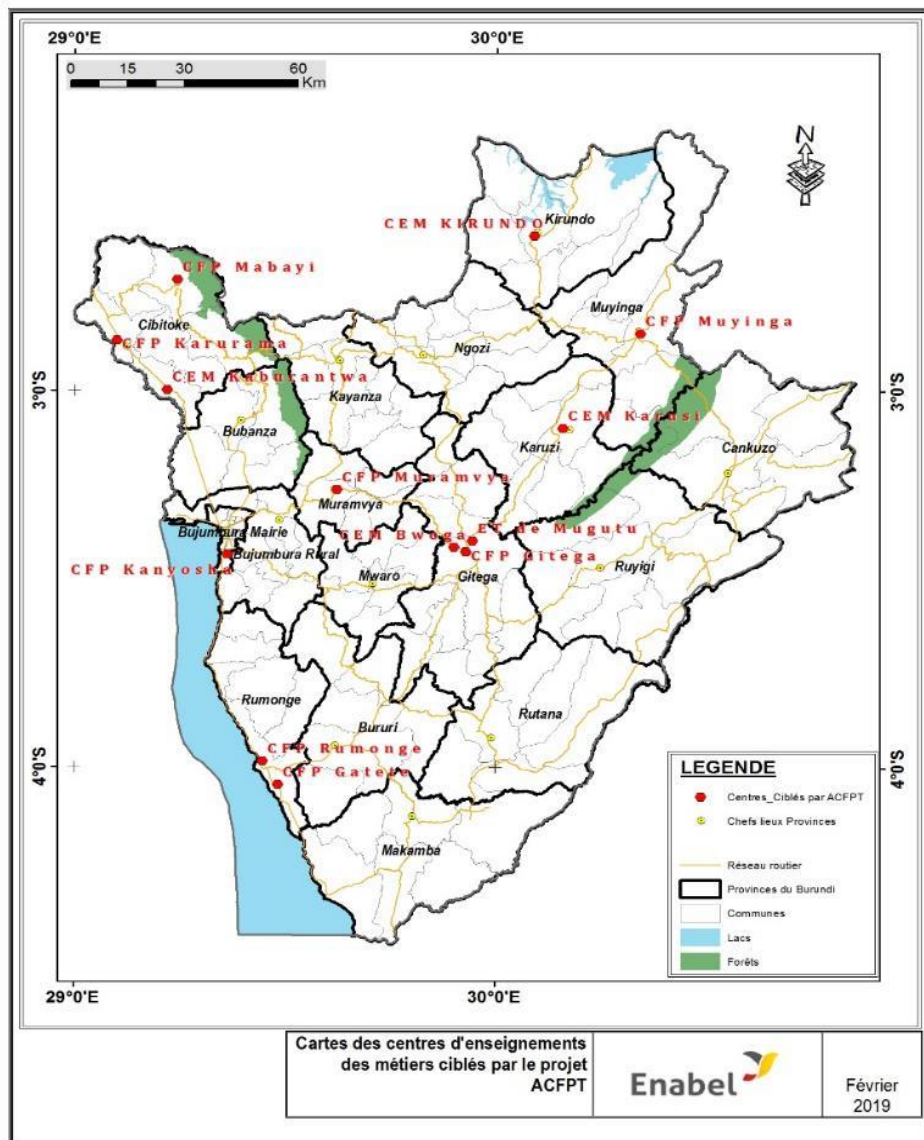 29°0'E 30°0'E
0 15 30 60
Km
N
CEM KIRUNDO
Kirundo
CFP Mabayi
Muyinga
Cibitoke
CFP Muyinga
CFP Karurama
Ngozi
3°S
3°S
CEM Kaburantwa
Kayanza
Bubanza
CEM Karusi
Karuzi
Cankuzo
CFP Muramvya
Muramvya
Bujumbura Mairie
CEM Bwoga
ET de Mugutu
Bujumbura Rural
CFP Gitega
CFP Kanyosha
Mwaro
Gitega
Ruyigi
Rumonge
Rutana
Bururi
CFP Rumonge
4°0'S
4°0'S
CFP Gatete
Makamba
LEGENDE
Centres_Ciblés par ACFPT
Chefs lieux Provinces
Réseau routier
Provinces du Burundi
Communes
Lacs
Forêts
29°0'E 30°0'E
Cartes des centres d'enseignements
des métiers ciblés par le projet
ACFPT
Enabel
Février
2019